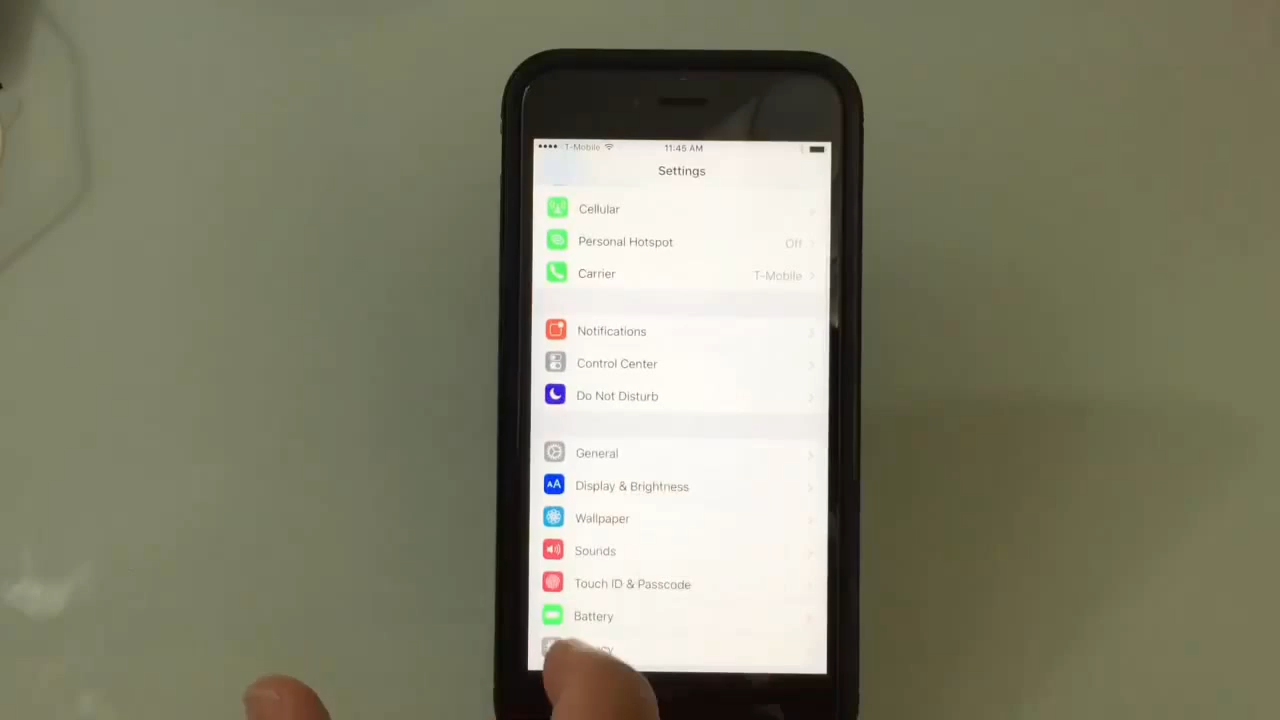 T-Mobile 11:45 AM
Settings
Cellular
Personal Hotspot Off
Carrier T-Mobile
Notifications
Control Center
Do Not Disturb
General
AA Display & Brightness
Wallpaper
Sounds
Touch ID & Passcode
Battery